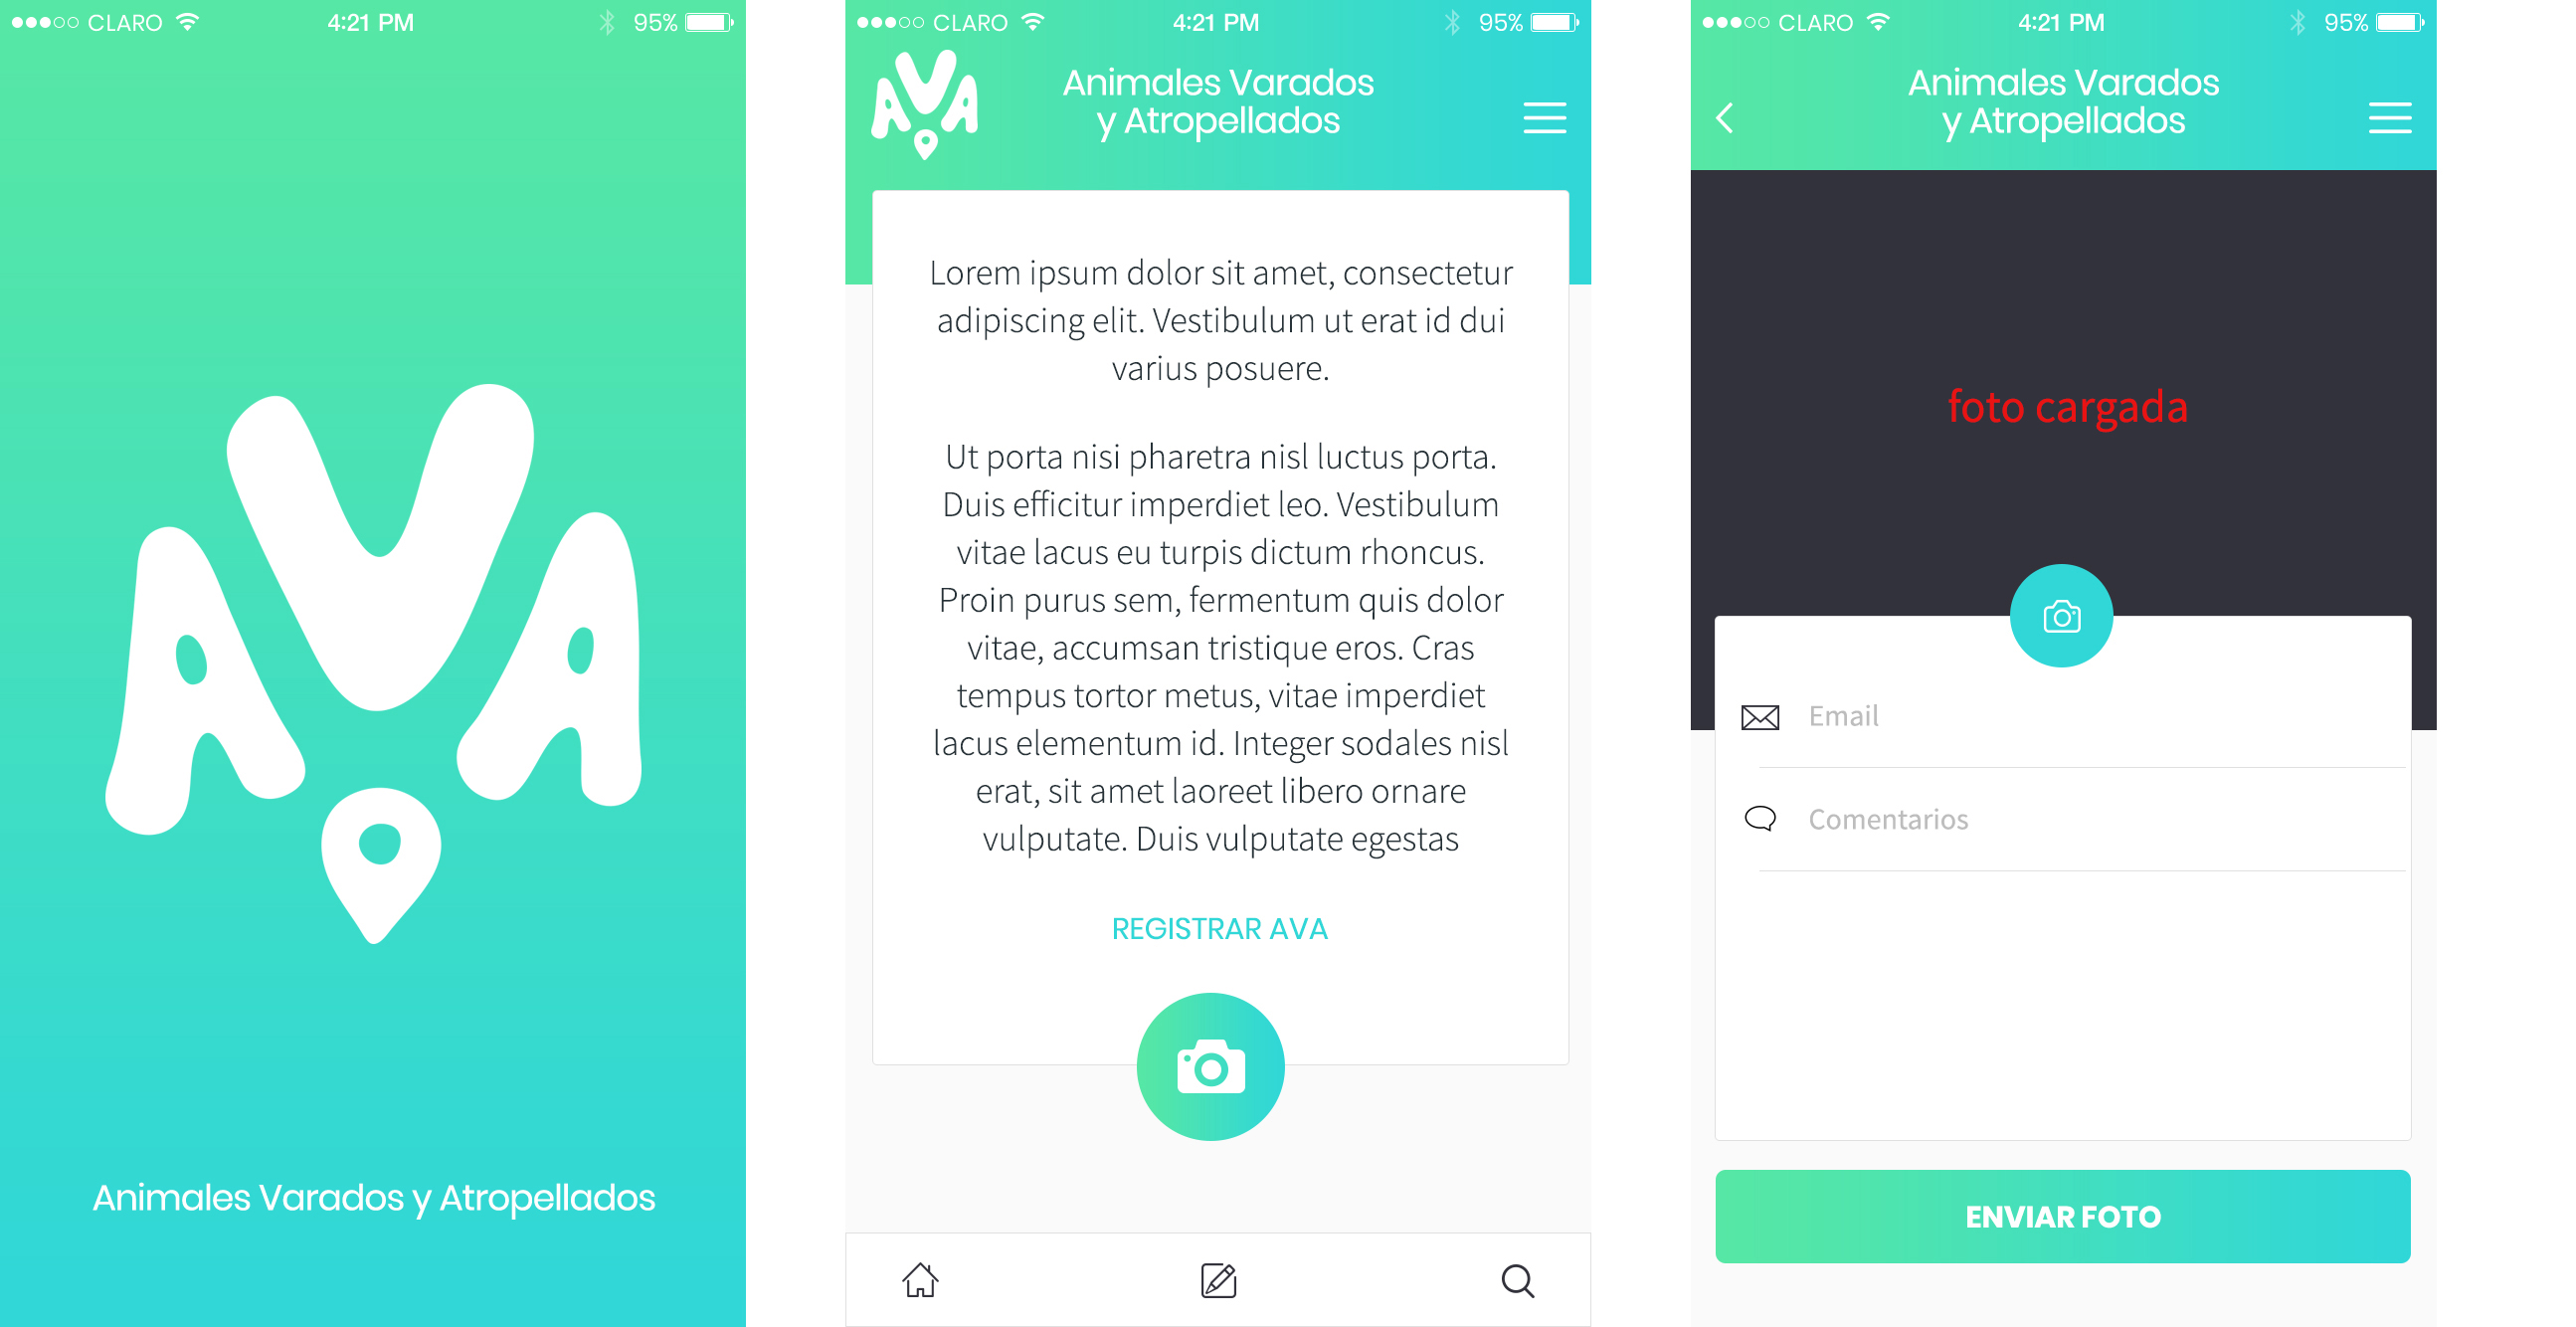 CLARO 4:21 PM 95%
AVA
Animales Varados y Atropellados
CLARO 4:21 PM 95%
AVA
Animales Varados
y Atropellados
Lorem ipsum dolor sit amet, consectetur
adipiscing elit. Vestibulum ut erat id dui
varius posuere.
Ut porta nisi pharetra nisl luctus porta.
Duis efficitur imperdiet leo. Vestibulum
vitae lacus eu turpis dictum rhoncus.
Proin purus sem, fermentum quis dolor
vitae, accumsan tristique eros. Cras
tempus tortor metus, vitae imperdiet
lacus elementum id. Integer sodales nisl
erat, sit amet laoreet libero ornare
vulputate. Duis vulputate egestas
REGISTRAR AVA
CLARO 4:21 PM 95%
Animales Varados
y Atropellados
foto cargada
Email
Comentarios
ENVIAR FOTO